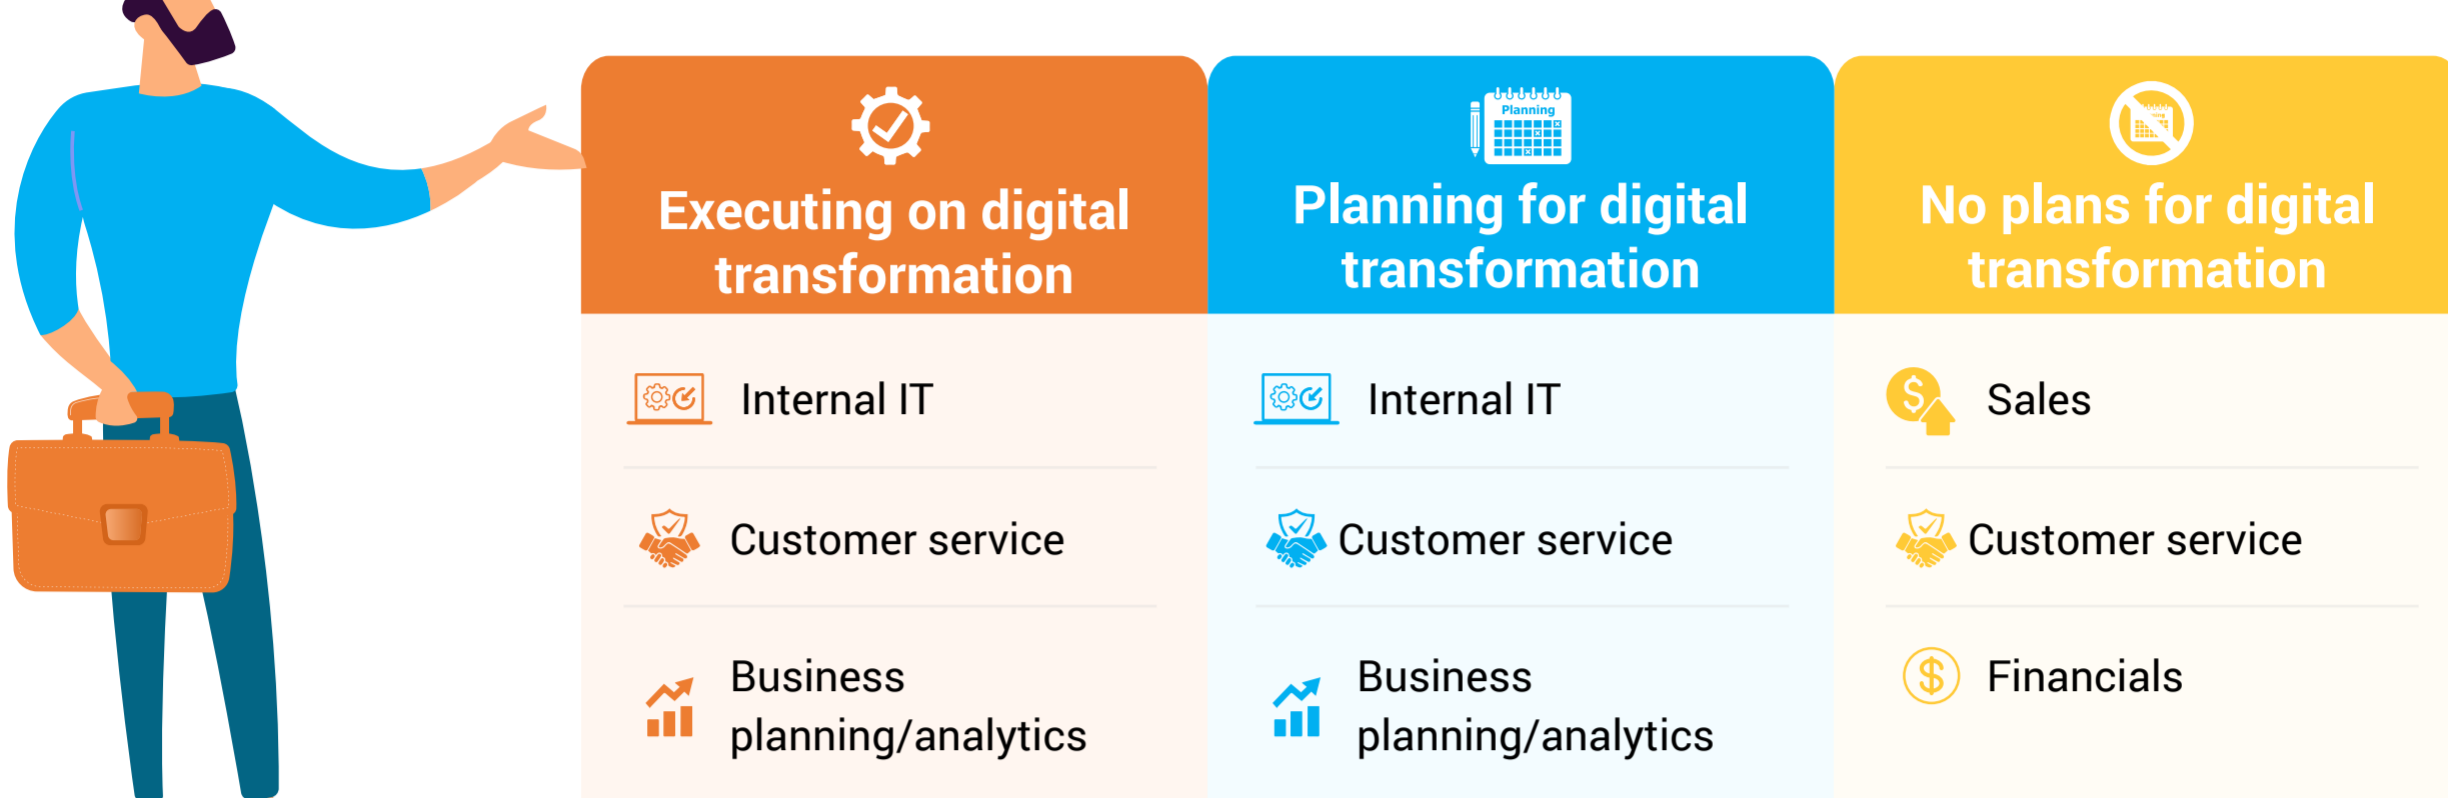 Planning
Executing on digital
transformation
Planning for digital
transformation
No plans for digital
transformation
Internal IT
Customer service
Business
planning/analytics
Internal IT
Customer service
Business
planning/analytics
Sales
Customer service
Financials